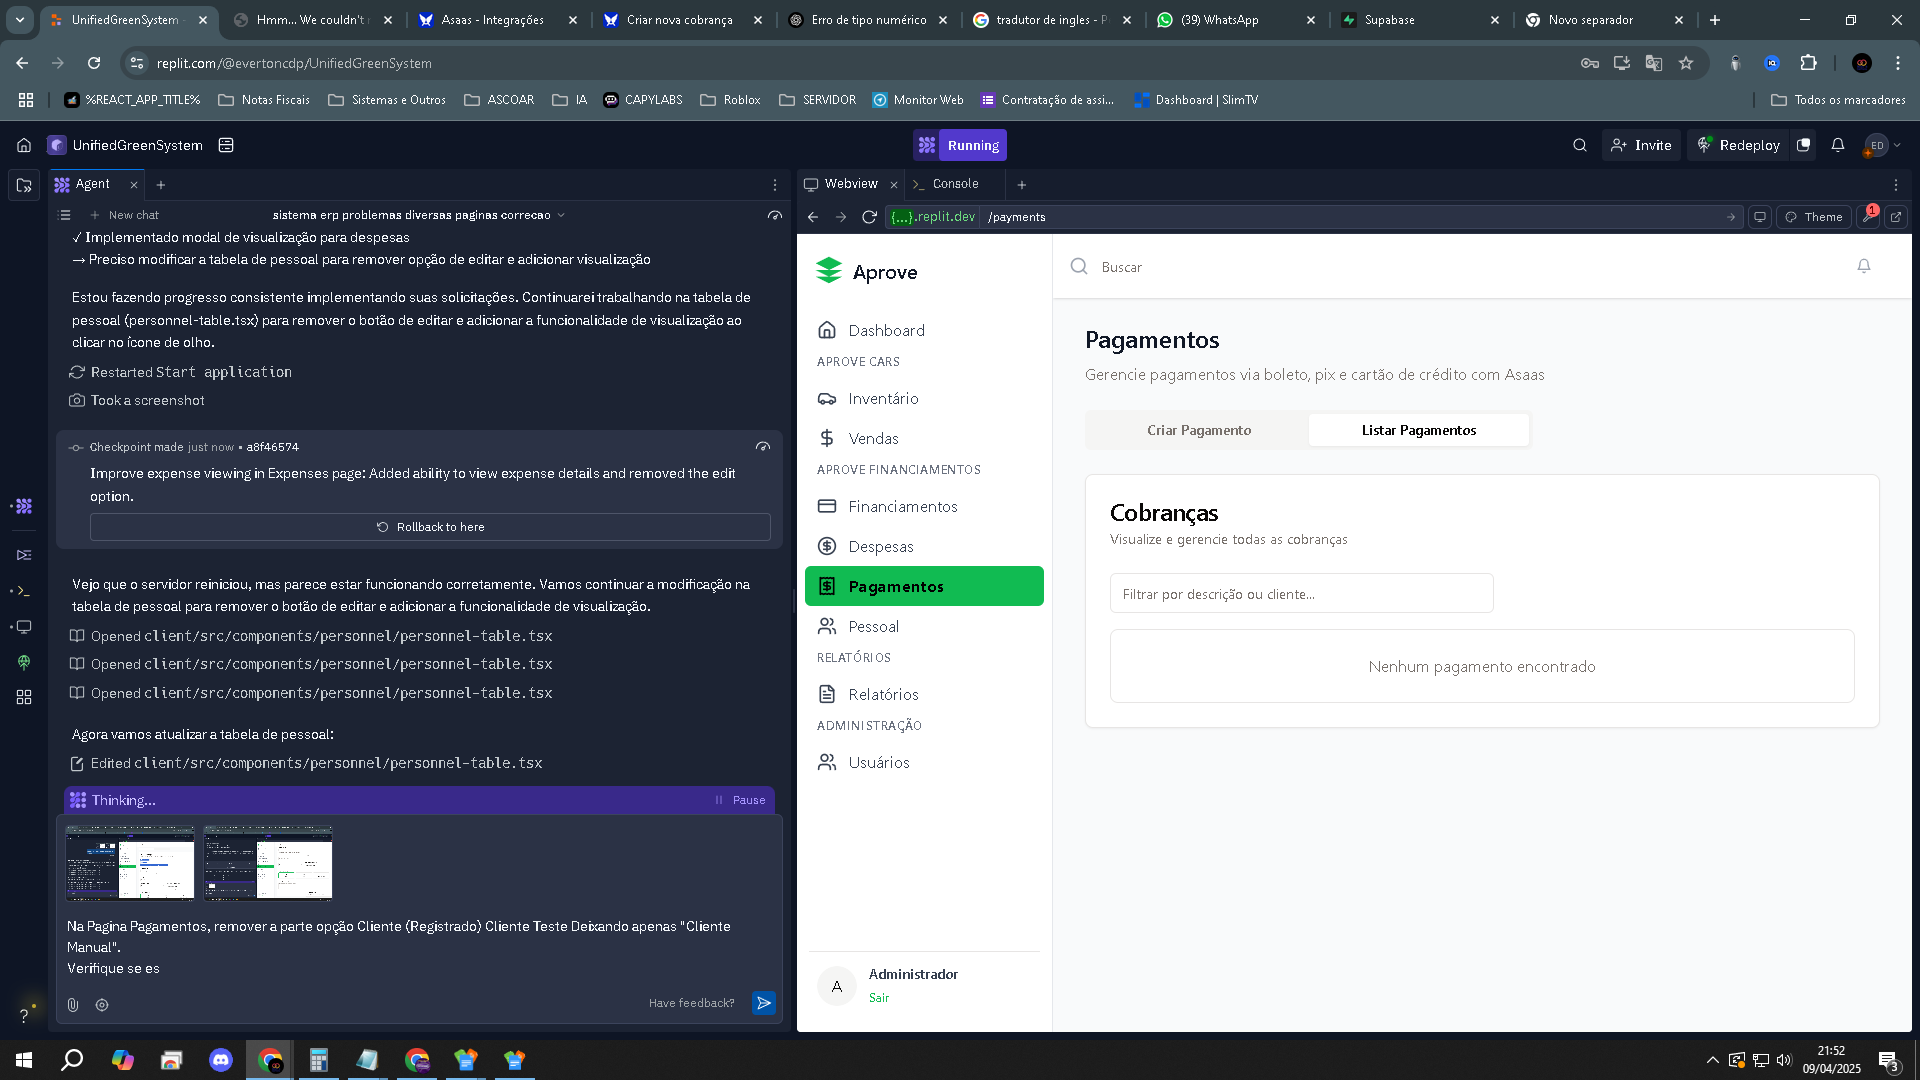 UnifiedGreenSystem -
Hmm... We couldn't r
Asaas - Integrações
Criar nova cobrança
Erro de tipo numérico
tradutor de ingles - P
(39) WhatsApp
Supabase
Novo separador
replit.com/@evertoncdp/UnifiedGreenSystem
%REACT_APP_TITLE%
Notas Fiscais
Sistemas e Outros
ASCOAR
IA
CAPYLABS
Roblox
SERVIDOR
Monitor Web
Contratação de assi...
Dashboard | SlimTV
Todos os marcadores
UnifiedGreenSystem
Running
Invite
Redeploy
ED
Agent
New chat
sistema erp problemas diversas paginas correcao
✓ Implementado modal de visualização para despesas
→ Preciso modificar a tabela de pessoal para remover opção de editar e adicionar visualização
Estou fazendo progresso consistente implementando suas solicitações. Continuarei trabalhando na tabela de
pessoal (personnel-table.tsx) para remover o botão de editar e adicionar a funcionalidade de visualização ao
clicar no ícone de olho.
Restarted Start application
Took a screenshot
Checkpoint made just now • a8f46574
Improve expense viewing in Expenses page: Added ability to view expense details and removed the edit
option.
Rollback to here
Vejo que o servidor reiniciou, mas parece estar funcionando corretamente. Vamos continuar a modificação na
tabela de pessoal para remover o botão de editar e adicionar a funcionalidade de visualização.
Opened client/src/components/personnel/personnel-table.tsx
Opened client/src/components/personnel/personnel-table.tsx
Opened client/src/components/personnel/personnel-table.tsx
Agora vamos atualizar a tabela de pessoal:
Edited client/src/components/personnel/personnel-table.tsx
Thinking...
Pause
Na Pagina Pagamentos, remover a parte opção Cliente (Registrado) Cliente Teste Deixando apenas "Cliente
Manual".
Verifique se es
Have feedback?
?
Webview
Console
{...}.replit.dev
/payments
Theme
1
Aprove
Dashboard
APROVE CARS
Inventário
Vendas
APROVE FINANCIAMENTOS
Financiamentos
Despesas
Pagamentos
Pessoal
RELATÓRIOS
Relatórios
ADMINISTRAÇÃO
Usuários
A
Administrador
Sair
Buscar
Pagamentos
Gerencie pagamentos via boleto, pix e cartão de crédito com Asaas
Criar Pagamento
Listar Pagamentos
Cobranças
Visualize e gerencie todas as cobranças
Filtrar por descrição ou cliente...
Nenhum pagamento encontrado
21:52
09/04/2025
3